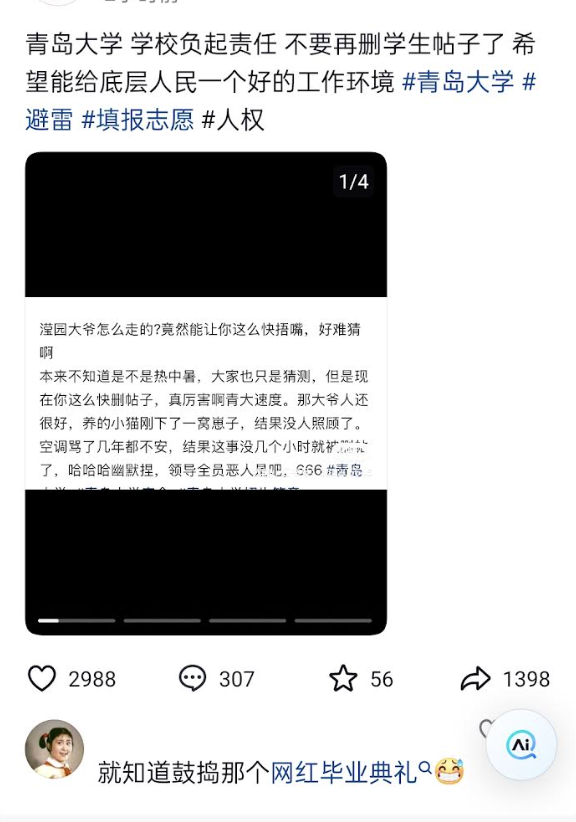 青岛大学 学校负起责任 不要再删学生帖子了 希
望能给底层人民一个好的工作环境 #青岛大学 #
避雷 #填报志愿 #人权
1/4
滢园大爷怎么走的?竟然能让你这么快捂嘴，好难猜
啊
本来不知道是不是热中暑，大家也只是猜测，但是现
在你这么快删帖子，真厉害啊青大速度。那大爷人还
很好，养的小猫刚下了一窝崽子，结果没人照顾了。
空调骂了几年都不安，结果这事没几个小时就被删帖
了，哈哈哈幽默捏，领导全员恶人是吧，666 #青岛
2988
307
56
1398
就知道鼓捣那个网红毕业典礼
Ai